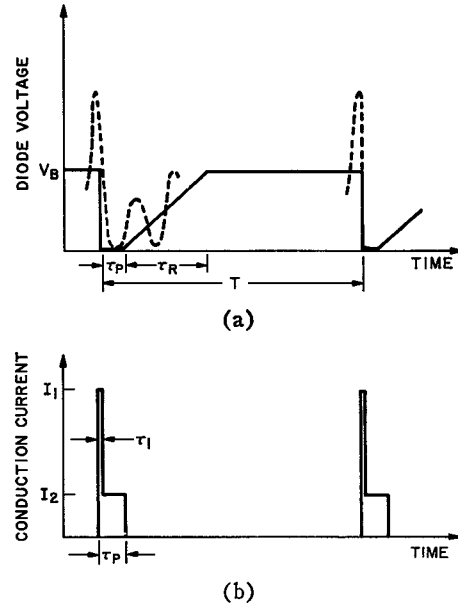 DIODE VOLTAGE
V_B
τ_P
τ_R
T
TIME
(a)
CONDUCTION CURRENT
I_1
τ_1
I_2
τ_P
TIME
(b)